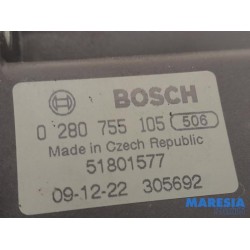 BOSCH
0 280 755 105 506
Made in Czech Republic
51801577
09-12-22 305692
MARESIA